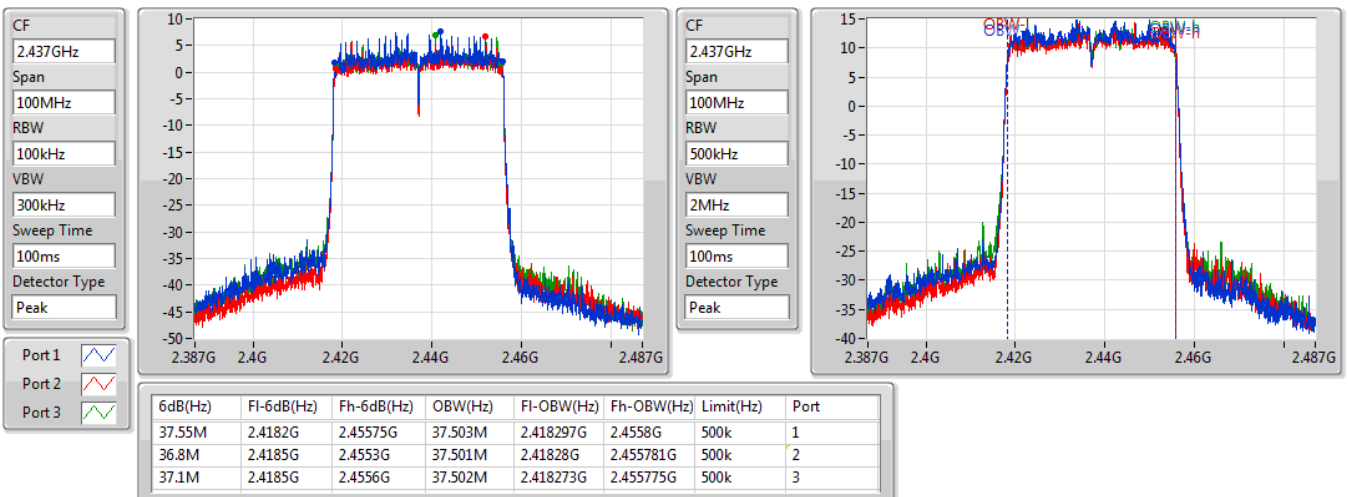 CF
2.437GHz
Span
100MHz
RBW
100kHz
VBW
300kHz
Sweep Time
100ms
Detector Type
Peak
10
5
0
-5
-10
-15
-20
-25
-30
-35
-40
-45
-50
2.387G 2.4G 2.42G 2.44G 2.46G 2.487G
CF
2.437GHz
Span
100MHz
RBW
500kHz
VBW
2MHz
Sweep Time
100ms
Detector Type
Peak
15
10
5
0
-5
-10
-15
-20
-25
-30
-35
-40
2.387G 2.4G 2.42G 2.44G 2.46G 2.487G
Port 1
Port 2
Port 3
6dB(Hz) Fl-6dB(Hz) Fh-6dB(Hz) OBW(Hz) Fl-OBW(Hz) Fh-OBW(Hz) Limit(Hz) Port
37.55M 2.4182G 2.45575G 37.503M 2.418297G 2.4558G 500k 1
36.8M 2.4185G 2.4553G 37.501M 2.41828G 2.455781G 500k 2
37.1M 2.4185G 2.4556G 37.502M 2.418273G 2.455775G 500k 3